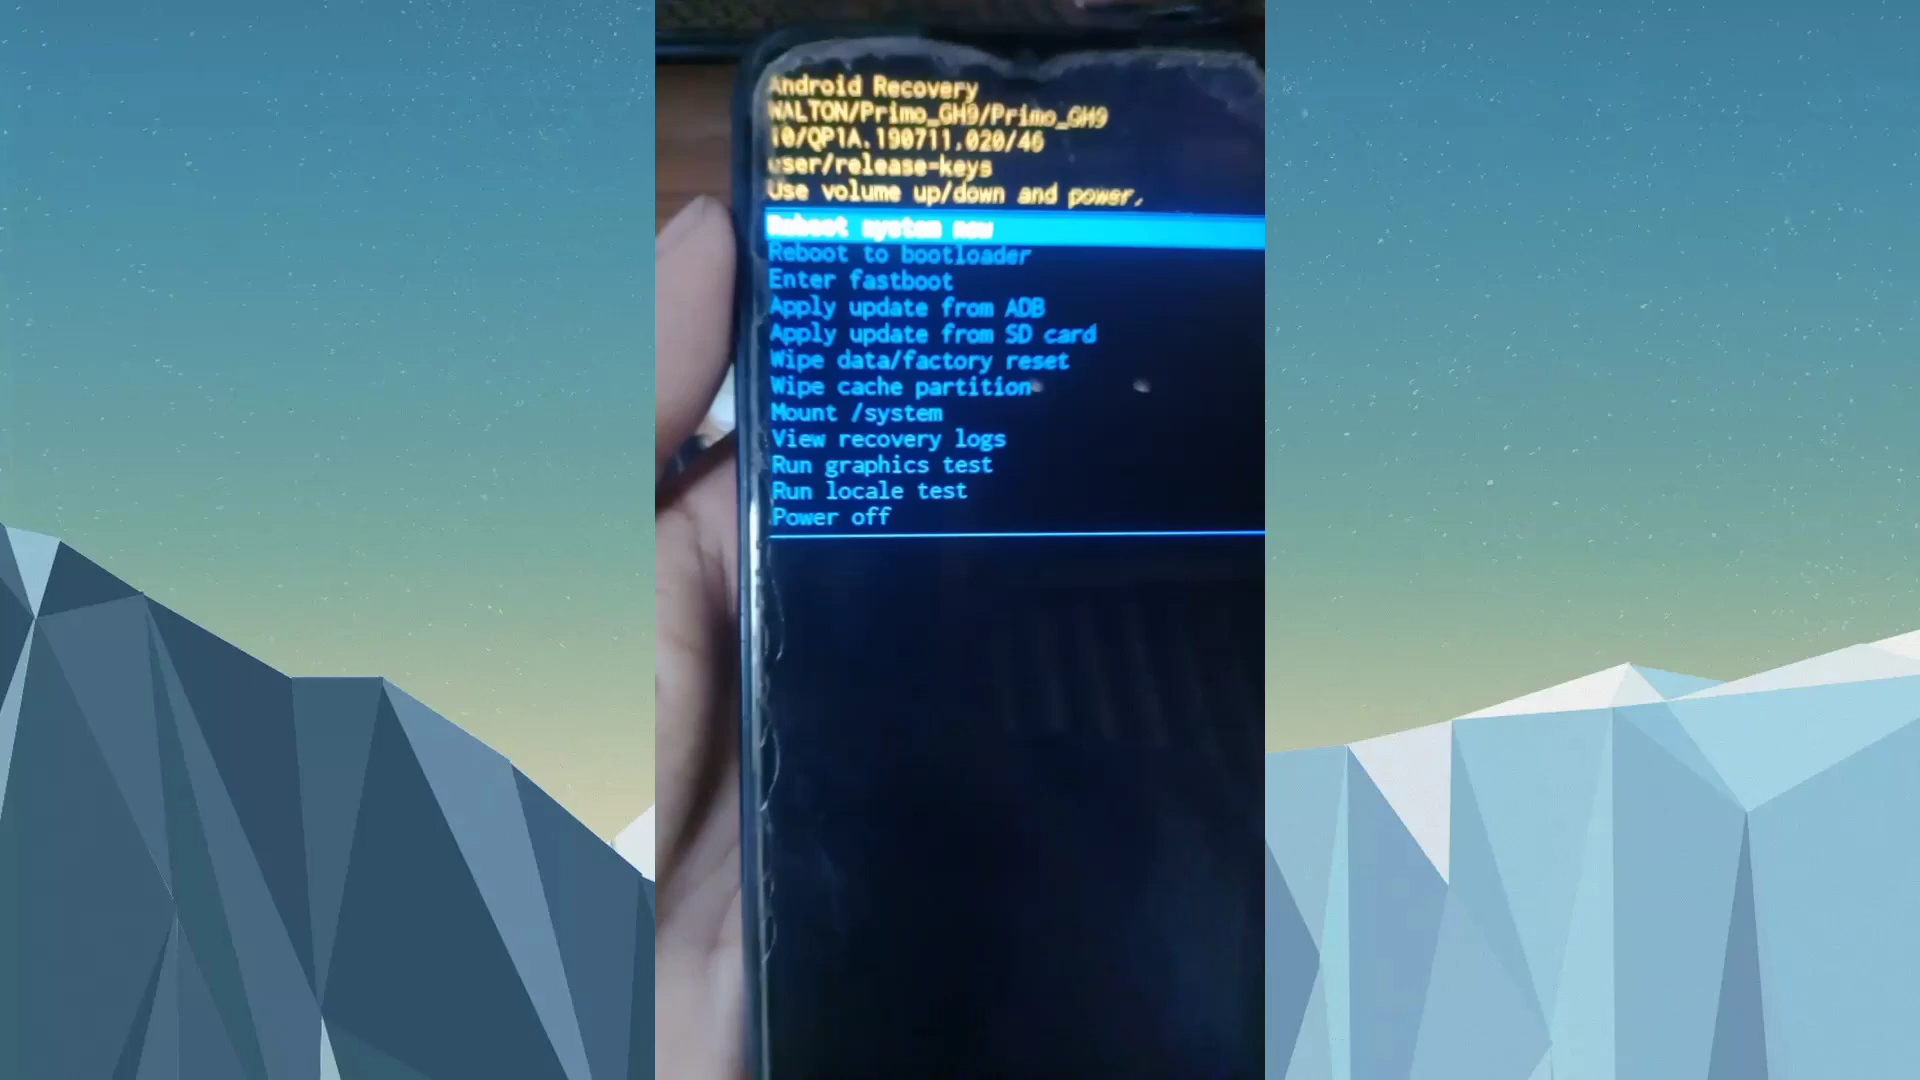 Android Recovery
WALTON/Primo_GH9/Primo_GH9
10/QP1A.190711.020/46
user/release-keys
Use volume up/down and power.
Reboot system now
Reboot to bootloader
Enter fastboot
Apply update from ADB
Apply update from SD card
Wipe data/factory reset
Wipe cache partition
Mount /system
View recovery logs
Run graphics test
Run locale test
Power off